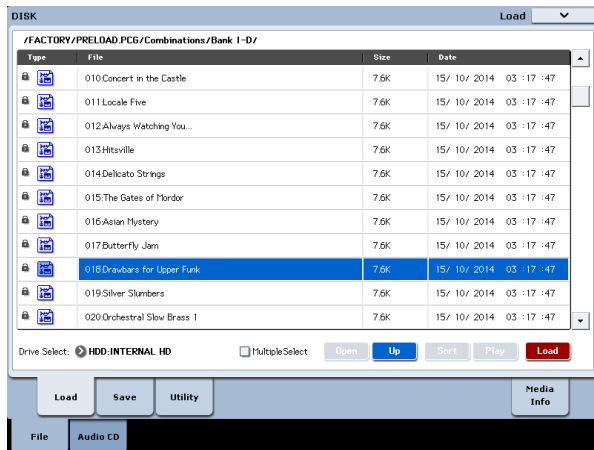 DISK Load
/FACTORY/PRELOAD.PCG/Combinations/Bank I-D/
Type File Size Date
010:Concert in the Castle 7.6K 15/ 10/ 2014 03 :17 :47
011:Locale Five 7.6K 15/ 10/ 2014 03 :17 :47
012:Always Watching You... 7.6K 15/ 10/ 2014 03 :17 :47
013:Hitsville 7.6K 15/ 10/ 2014 03 :17 :47
014:Delicato Strings 7.6K 15/ 10/ 2014 03 :17 :47
015:The Gates of Mordor 7.6K 15/ 10/ 2014 03 :17 :47
016:Asian Mystery 7.6K 15/ 10/ 2014 03 :17 :47
017:Butterfly Jam 7.6K 15/ 10/ 2014 03 :17 :47
018:Drawbars for Upper Funk 7.6K 15/ 10/ 2014 03 :17 :47
019:Silver Slumbers 7.6K 15/ 10/ 2014 03 :17 :47
020:Orchestral Slow Brass 1 7.6K 15/ 10/ 2014 03 :17 :47
Drive Select: HDD:INTERNAL HD Multiple Select Open Up Sort Play Load
Load Save Utility Media
Info
File Audio CD